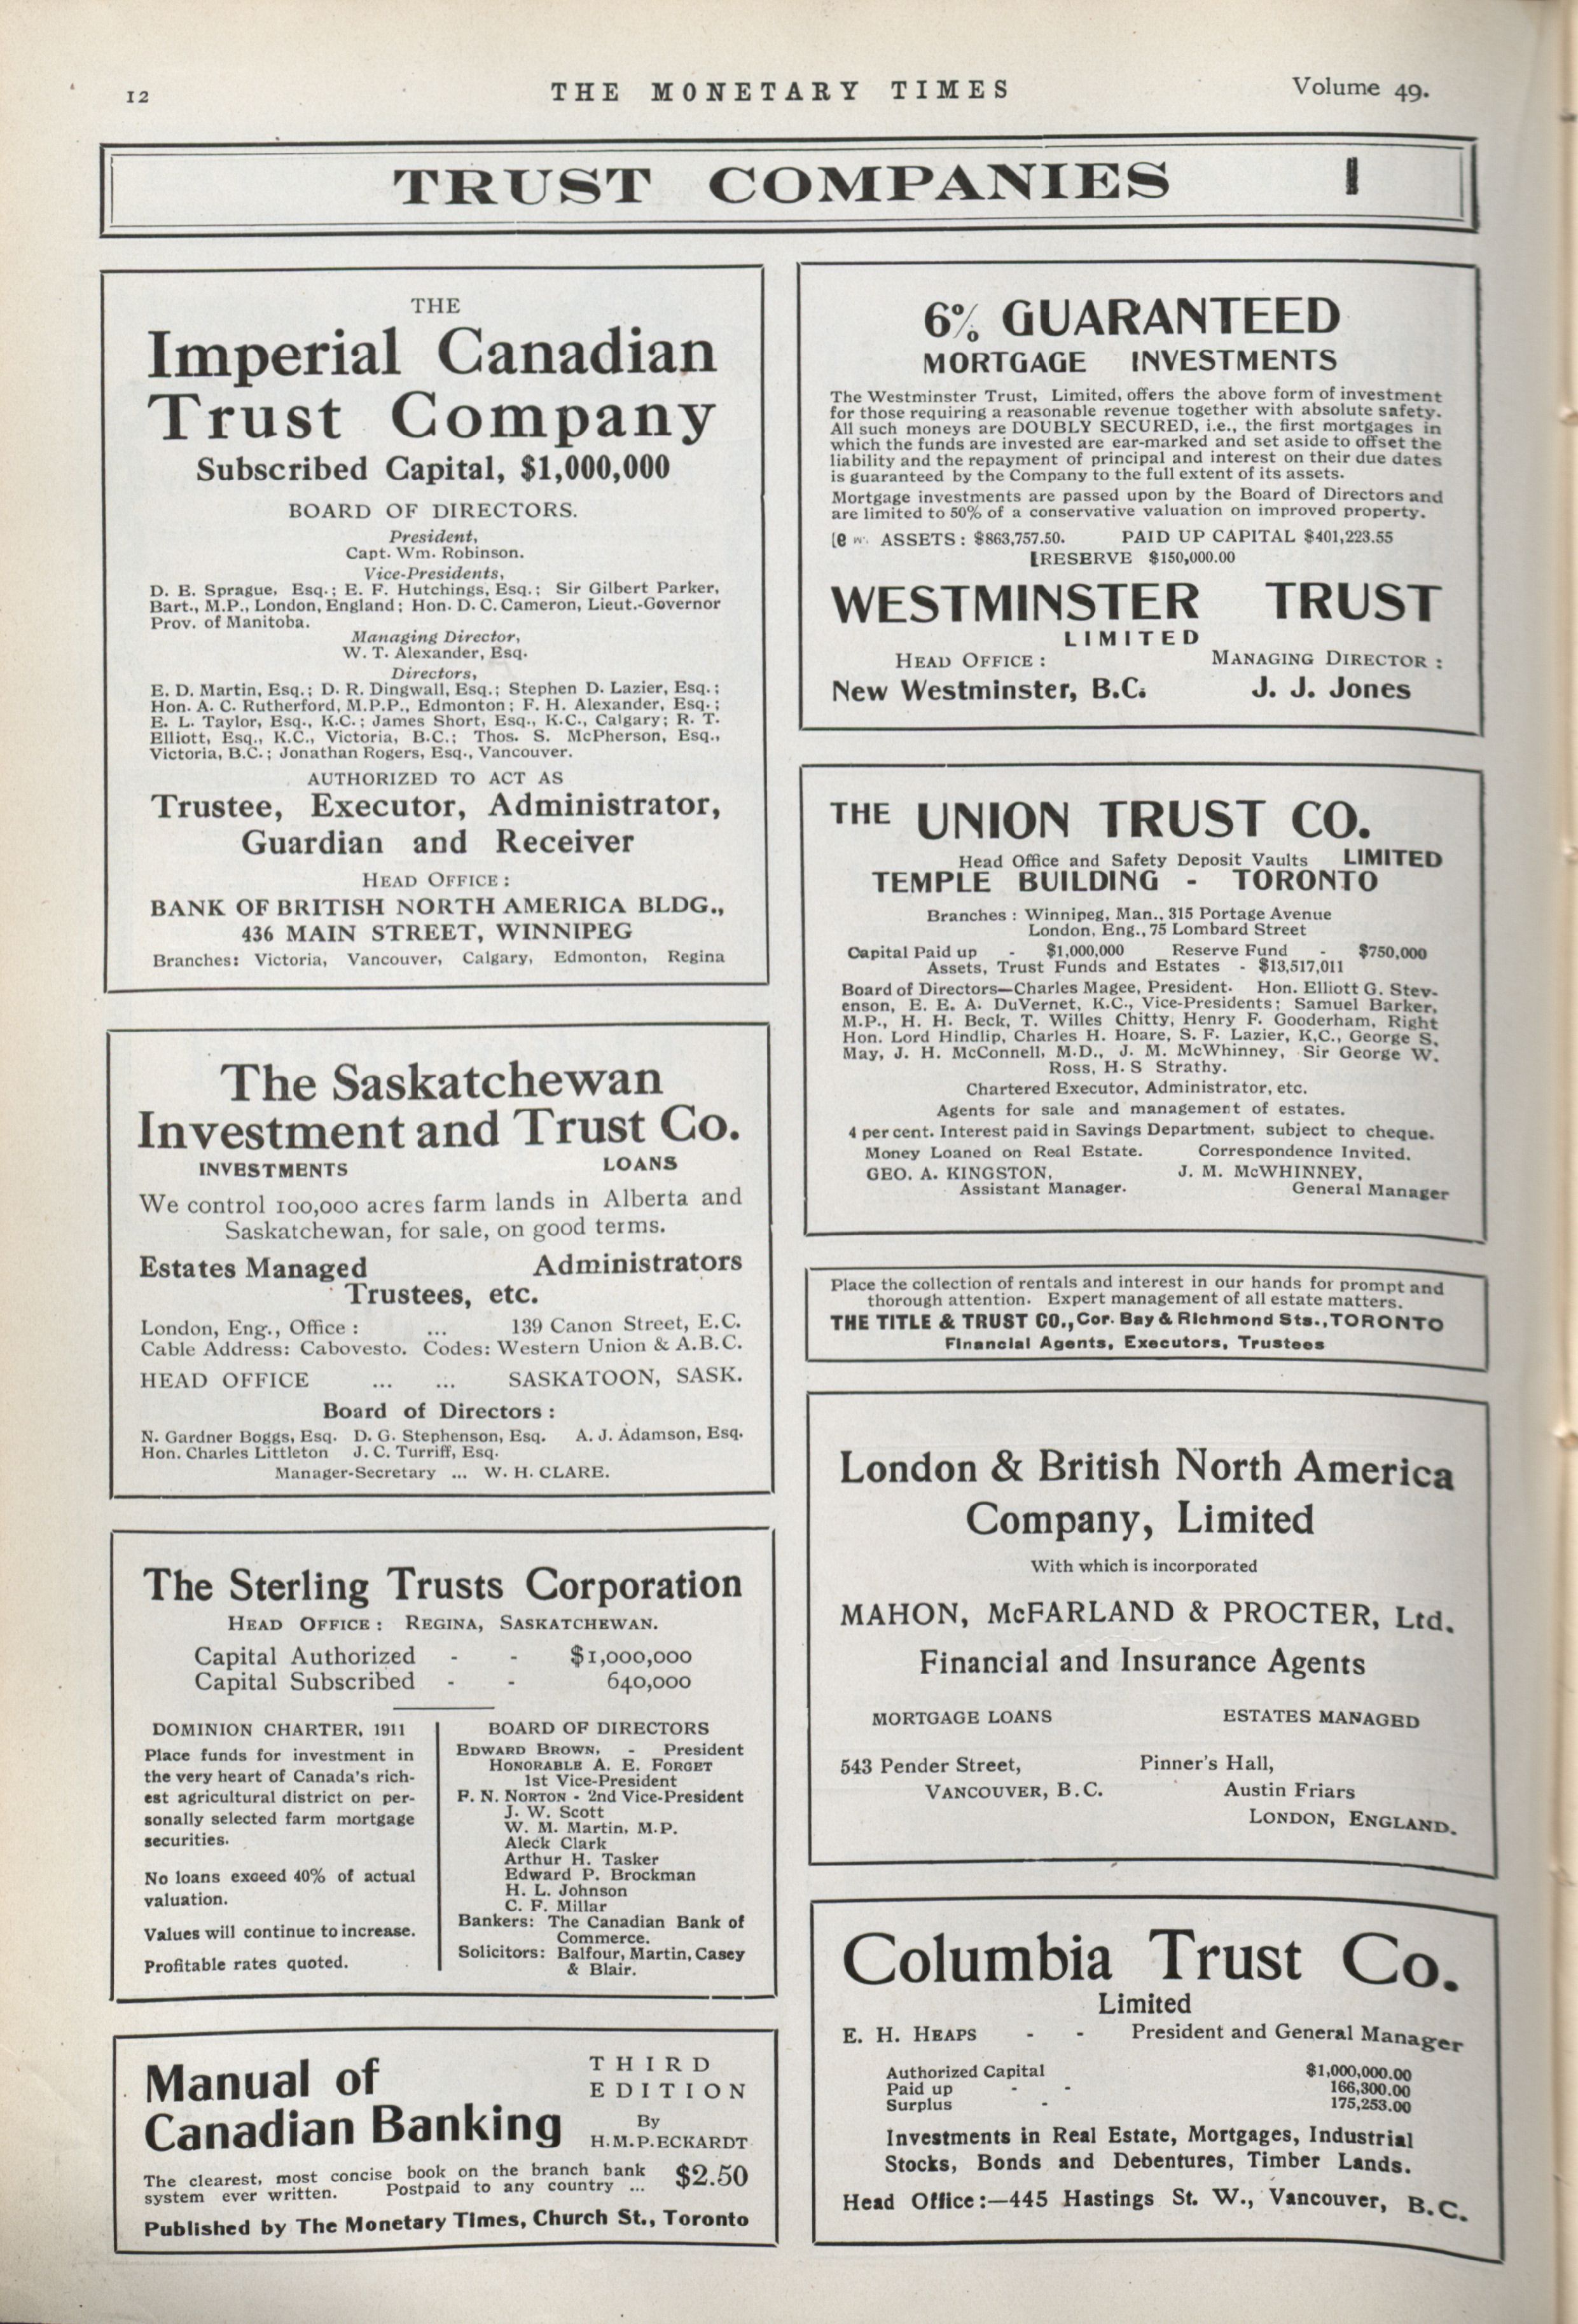 12
THE MONETARY TIMES
Volume 49.
TRUST COMPANIES
THE
Imperial Canadian
Trust Company
Subscribed Capital, $1,000,000
BOARD OF DIRECTORS.
President,
Capt. Wm. Robinson.
Vice-Presidents,
D. E. Sprague, Esq.; E. F. Hutchings, Esq.; Sir Gilbert Parker,
Bart., M.P., London, England; Hon. D. C. Cameron, Lieut.-Governor
Prov. of Manitoba.
Managing Director,
W. T. Alexander, Esq.
Directors,
E. D. Martin, Esq.; D. R. Dingwall, Esq.; Stephen D. Lazier, Esq.;
Hon. A. C. Rutherford, M.P.P., Edmonton; F. H. Alexander, Esq.;
E. L. Taylor, Esq., K.C.; James Short, Esq., K.C., Calgary; R. T.
Elliott, Esq., K.C., Victoria, B.C.; Thos. S. McPherson, Esq.,
Victoria, B.C.; Jonathan Rogers, Esq., Vancouver.
AUTHORIZED TO ACT AS
Trustee, Executor, Administrator,
Guardian and Receiver
HEAD OFFICE:
BANK OF BRITISH NORTH AMERICA BLDG.,
436 MAIN STREET, WINNIPEG
Branches: Victoria, Vancouver, Calgary, Edmonton, Regina
The Saskatchewan
Investment and Trust Co.
INVESTMENTS LOANS
We control 100,000 acres farm lands in Alberta and
Saskatchewan, for sale, on good terms.
Estates Managed Administrators
Trustees, etc.
London, Eng., Office: ... 139 Canon Street, E.C.
Cable Address: Cabovesto. Codes: Western Union & A.B.C.
HEAD OFFICE ... ... SASKATOON, SASK.
Board of Directors:
N. Gardner Boggs, Esq. D. G. Stephenson, Esq. A. J. Adamson, Esq.
Hon. Charles Littleton J. C. Turriff, Esq.
Manager-Secretary ... W. H. CLARE.
The Sterling Trusts Corporation
HEAD OFFICE: REGINA, SASKATCHEWAN.
Capital Authorized - - $1,000,000
Capital Subscribed - - 640,000
DOMINION CHARTER, 1911
Place funds for investment in
the very heart of Canada's rich-
est agricultural district on per-
sonally selected farm mortgage
securities.
No loans exceed 40% of actual
valuation.
Values will continue to increase.
Profitable rates quoted.
BOARD OF DIRECTORS
EDWARD BROWN, - President
HONORABLE A. E. FORGET
1st Vice-President
F. N. NORTON - 2nd Vice-President
J. W. Scott
W. M. Martin, M.P.
Aleck Clark
Arthur H. Tasker
Edward P. Brockman
H. L. Johnson
C. F. Millar
Bankers: The Canadian Bank of
Commerce.
Solicitors: Balfour, Martin, Casey
& Blair.
Manual of
Canadian Banking
THIRD
EDITION
By
H.M.P.ECKARDT
The clearest, most concise book on the branch bank
system ever written. Postpaid to any country ... $2.50
Published by The Monetary Times, Church St., Toronto
6% GUARANTEED
MORTGAGE INVESTMENTS
The Westminster Trust, Limited, offers the above form of investment
for those requiring a reasonable revenue together with absolute safety.
All such moneys are DOUBLY SECURED, i.e., the first mortgages in
which the funds are invested are ear-marked and set aside to offset the
liability and the repayment of principal and interest on their due dates
is guaranteed by the Company to the full extent of its assets.
Mortgage investments are passed upon by the Board of Directors and
are limited to 50% of a conservative valuation on improved property.
ASSETS: $863,757.50. PAID UP CAPITAL $401,223.55
RESERVE $150,000.00
WESTMINSTER TRUST
LIMITED
HEAD OFFICE: MANAGING DIRECTOR:
New Westminster, B.C. J. J. Jones
THE UNION TRUST CO.
Head Office and Safety Deposit Vaults LIMITED
TEMPLE BUILDING - TORONTO
Branches: Winnipeg, Man., 315 Portage Avenue
London, Eng., 75 Lombard Street
Capital Paid up - $1,000,000 Reserve Fund - $750,000
Assets, Trust Funds and Estates - $13,517,011
Board of Directors—Charles Magee, President. Hon. Elliott G. Stev-
enson, E. E. A. DuVernet, K.C., Vice-Presidents; Samuel Barker,
M.P., H. H. Beck, T. Willes Chitty, Henry F. Gooderham, Right
Hon. Lord Hindlip, Charles H. Hoare, S. F. Lazier, K.C., George S.
May, J. H. McConnell, M.D., J. M. McWhinney, Sir George W.
Ross, H. S Strathy.
Chartered Executor, Administrator, etc.
Agents for sale and management of estates.
4 per cent. Interest paid in Savings Department, subject to cheque.
Money Loaned on Real Estate. Correspondence Invited.
GEO. A. KINGSTON, J. M. McWHINNEY,
Assistant Manager. General Manager
Place the collection of rentals and interest in our hands for prompt and
thorough attention. Expert management of all estate matters.
THE TITLE & TRUST CO., Cor. Bay & Richmond Sts., TORONTO
Financial Agents, Executors, Trustees
London & British North America
Company, Limited
With which is incorporated
MAHON, McFARLAND & PROCTER, Ltd.
Financial and Insurance Agents
MORTGAGE LOANS ESTATES MANAGED
543 Pender Street, Pinner's Hall,
VANCOUVER, B.C. Austin Friars
LONDON, ENGLAND.
Columbia Trust Co.
Limited
E. H. HEAPS - - President and General Manager
Authorized Capital $1,000,000.00
Paid up - - 166,300.00
Surplus - 175,253.00
Investments in Real Estate, Mortgages, Industrial
Stocks, Bonds and Debentures, Timber Lands.
Head Office:—445 Hastings St. W., Vancouver, B.C.